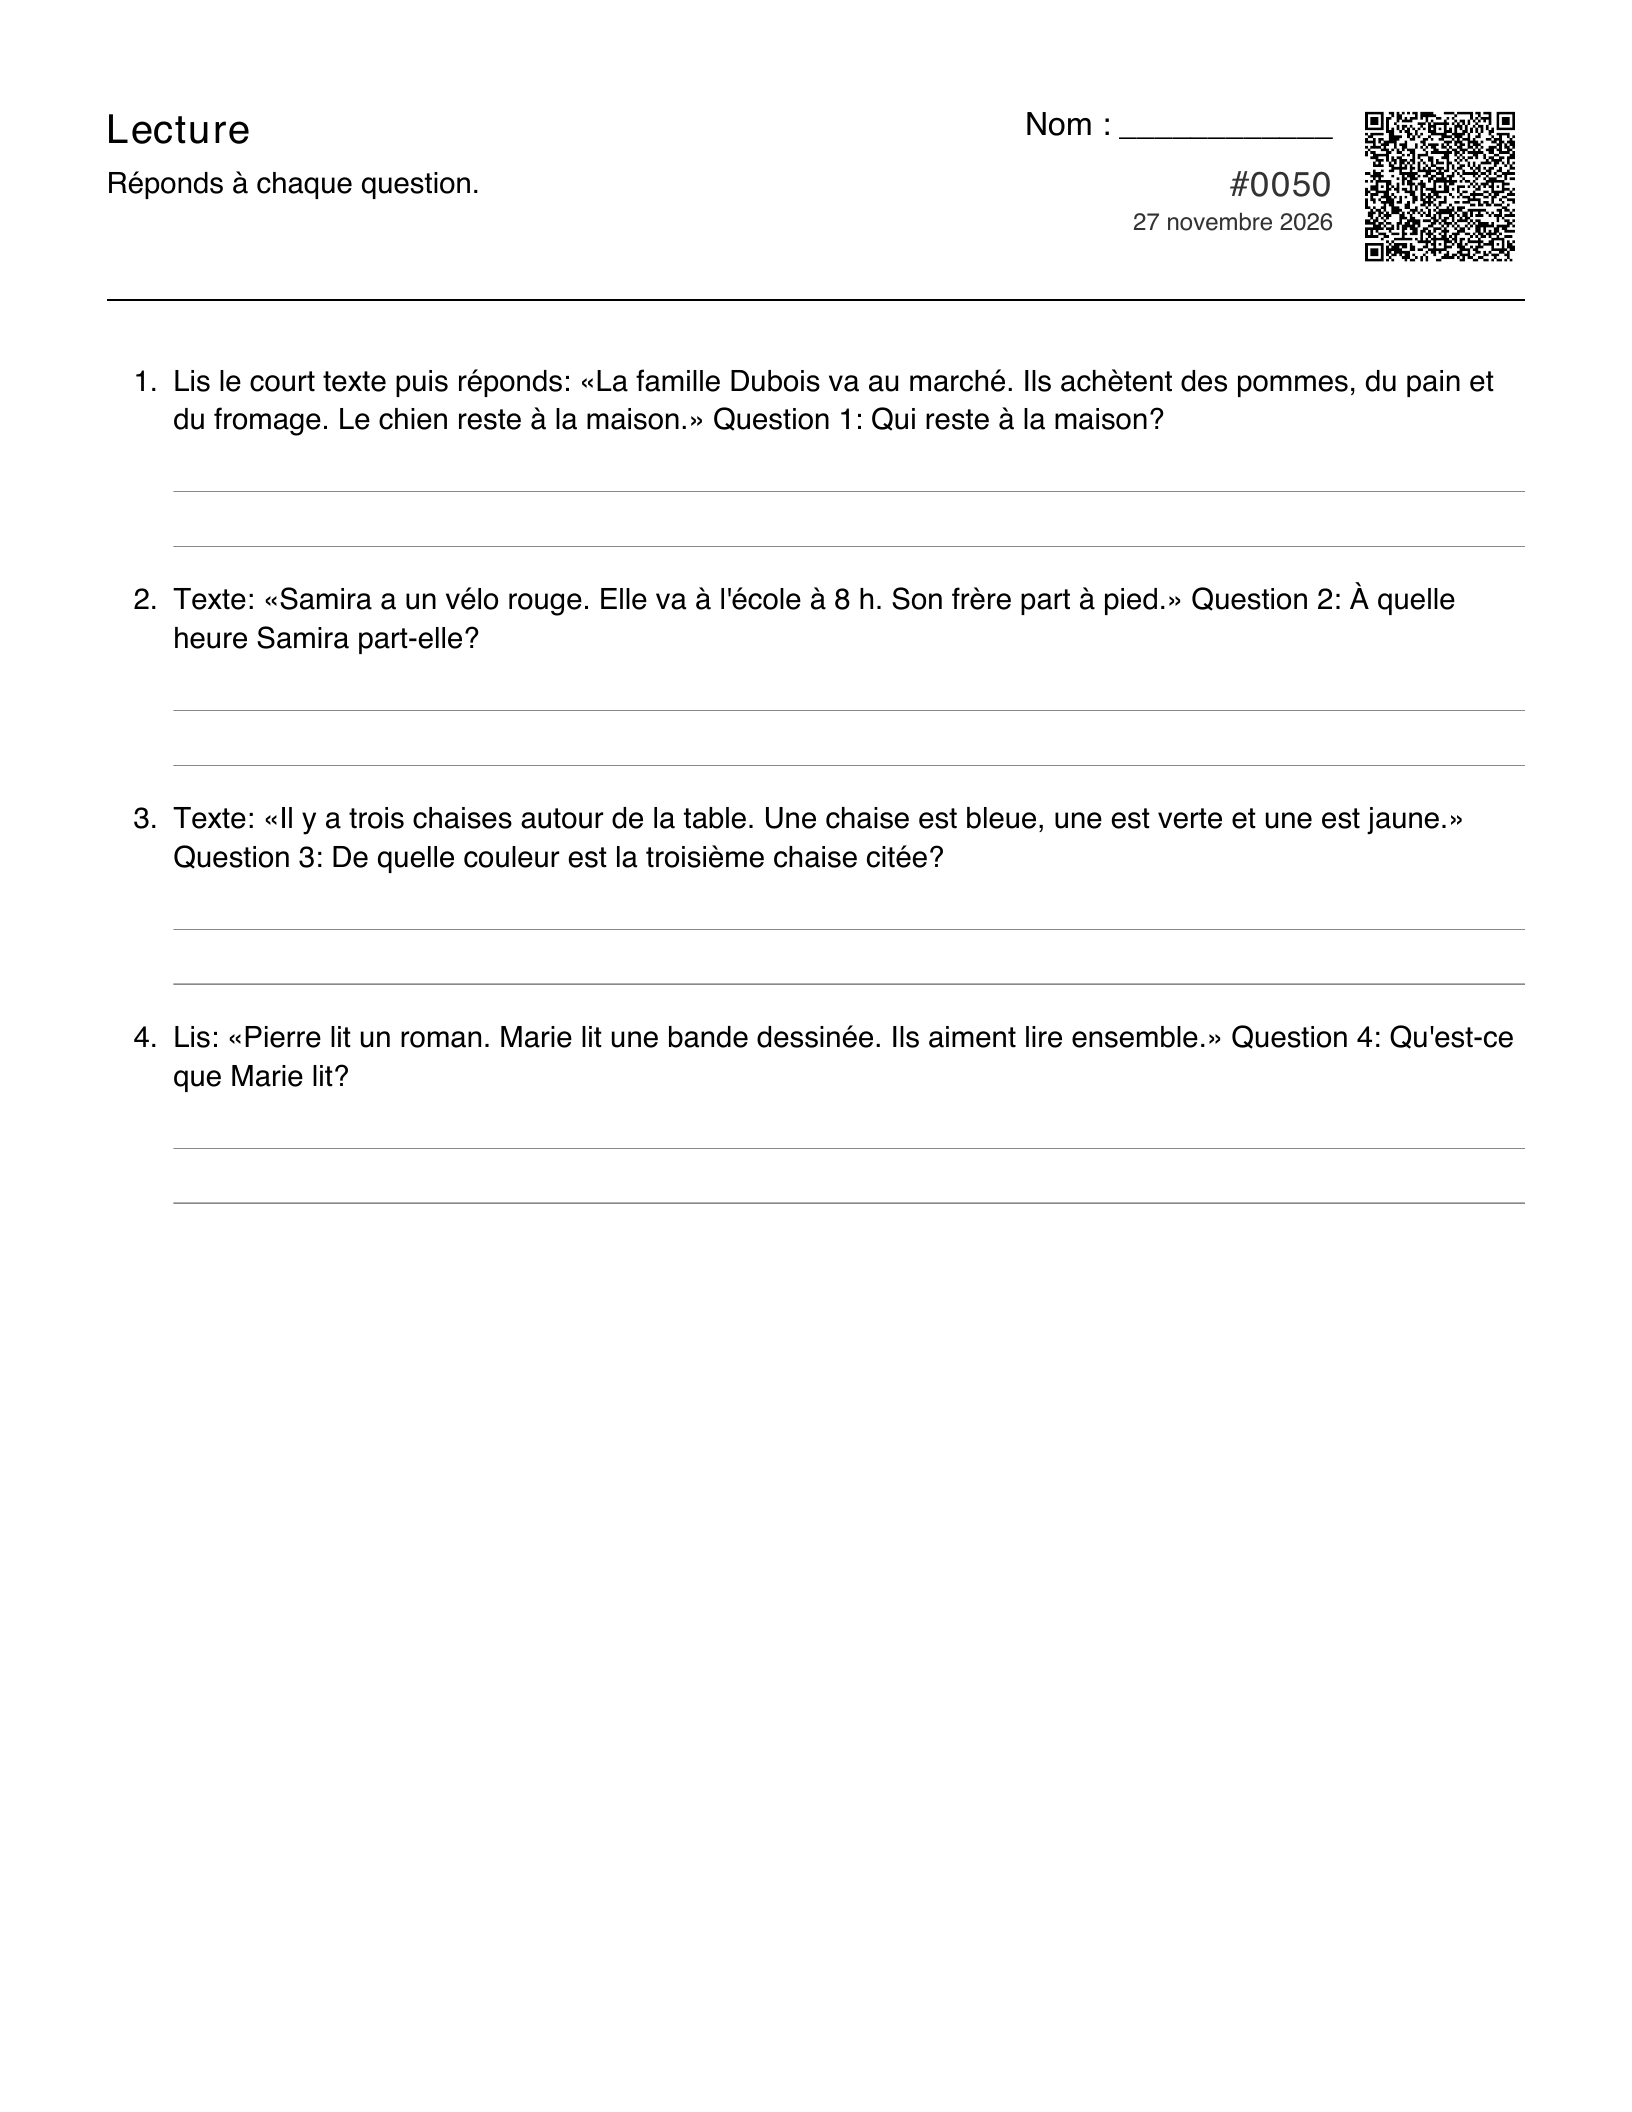 Lecture
Nom : ____________
Réponds à chaque question.
#0050
27 novembre 2026
1. Lis le court texte puis réponds: «La famille Dubois va au marché. Ils achètent des pommes, du pain et
du fromage. Le chien reste à la maison.» Question 1: Qui reste à la maison?
2. Texte: «Samira a un vélo rouge. Elle va à l'école à 8 h. Son frère part à pied.» Question 2: À quelle
heure Samira part-elle?
3. Texte: «Il y a trois chaises autour de la table. Une chaise est bleue, une est verte et une est jaune.»
Question 3: De quelle couleur est la troisième chaise citée?
4. Lis: «Pierre lit un roman. Marie lit une bande dessinée. Ils aiment lire ensemble.» Question 4: Qu'est-ce
que Marie lit?